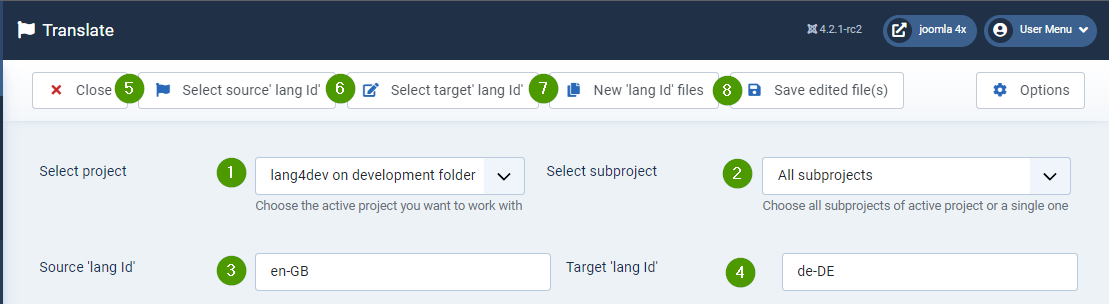 Translate 4.2.1-rc2 joomla 4x User Menu
Close 5 Select source' lang Id' 6 Select target' lang Id' 7 New 'lang Id' files 8 Save edited file(s) Options
Select project 1 lang4dev on development folder Select subproject 2 All subprojects
Choose the active project you want to work with Choose all subprojects of active project or a single one
Source 'lang Id' 3 en-GB Target 'lang Id' 4 de-DE